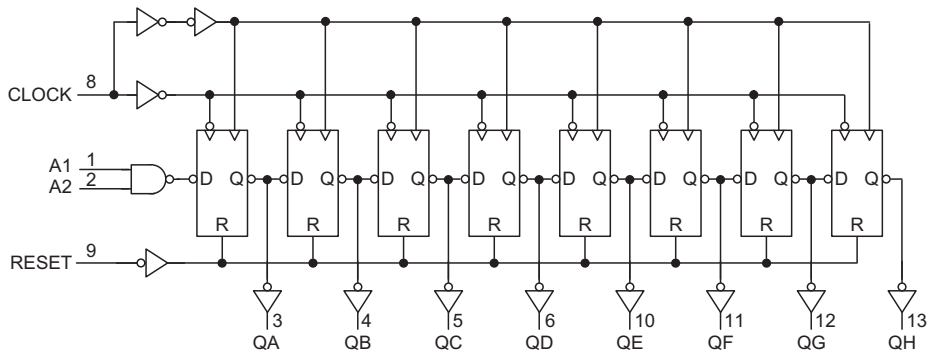 CLOCK 8
A1 1
A2 2
D Q D Q D Q D Q D Q D Q D Q D Q
R R R R R R R R
RESET 9
3 4 5 6 10 11 12 13
QA QB QC QD QE QF QG QH